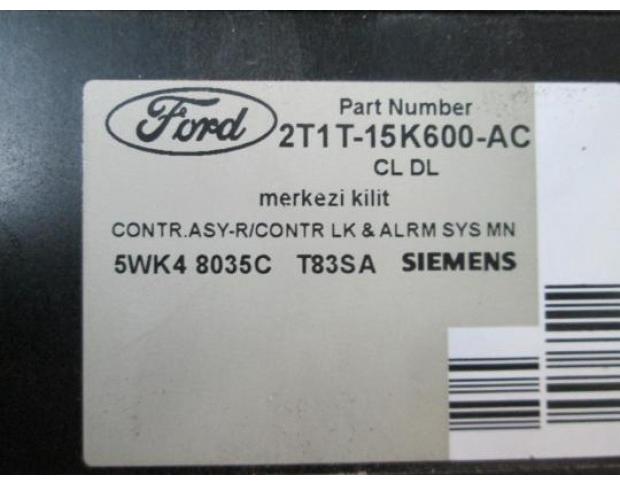 Ford
Part Number
2T1T-15K600-AC
CL DL
merkezi kilit
CONTR.ASY-R/CONTR LK & ALRM SYS MN
5WK4 8035C T83SA SIEMENS